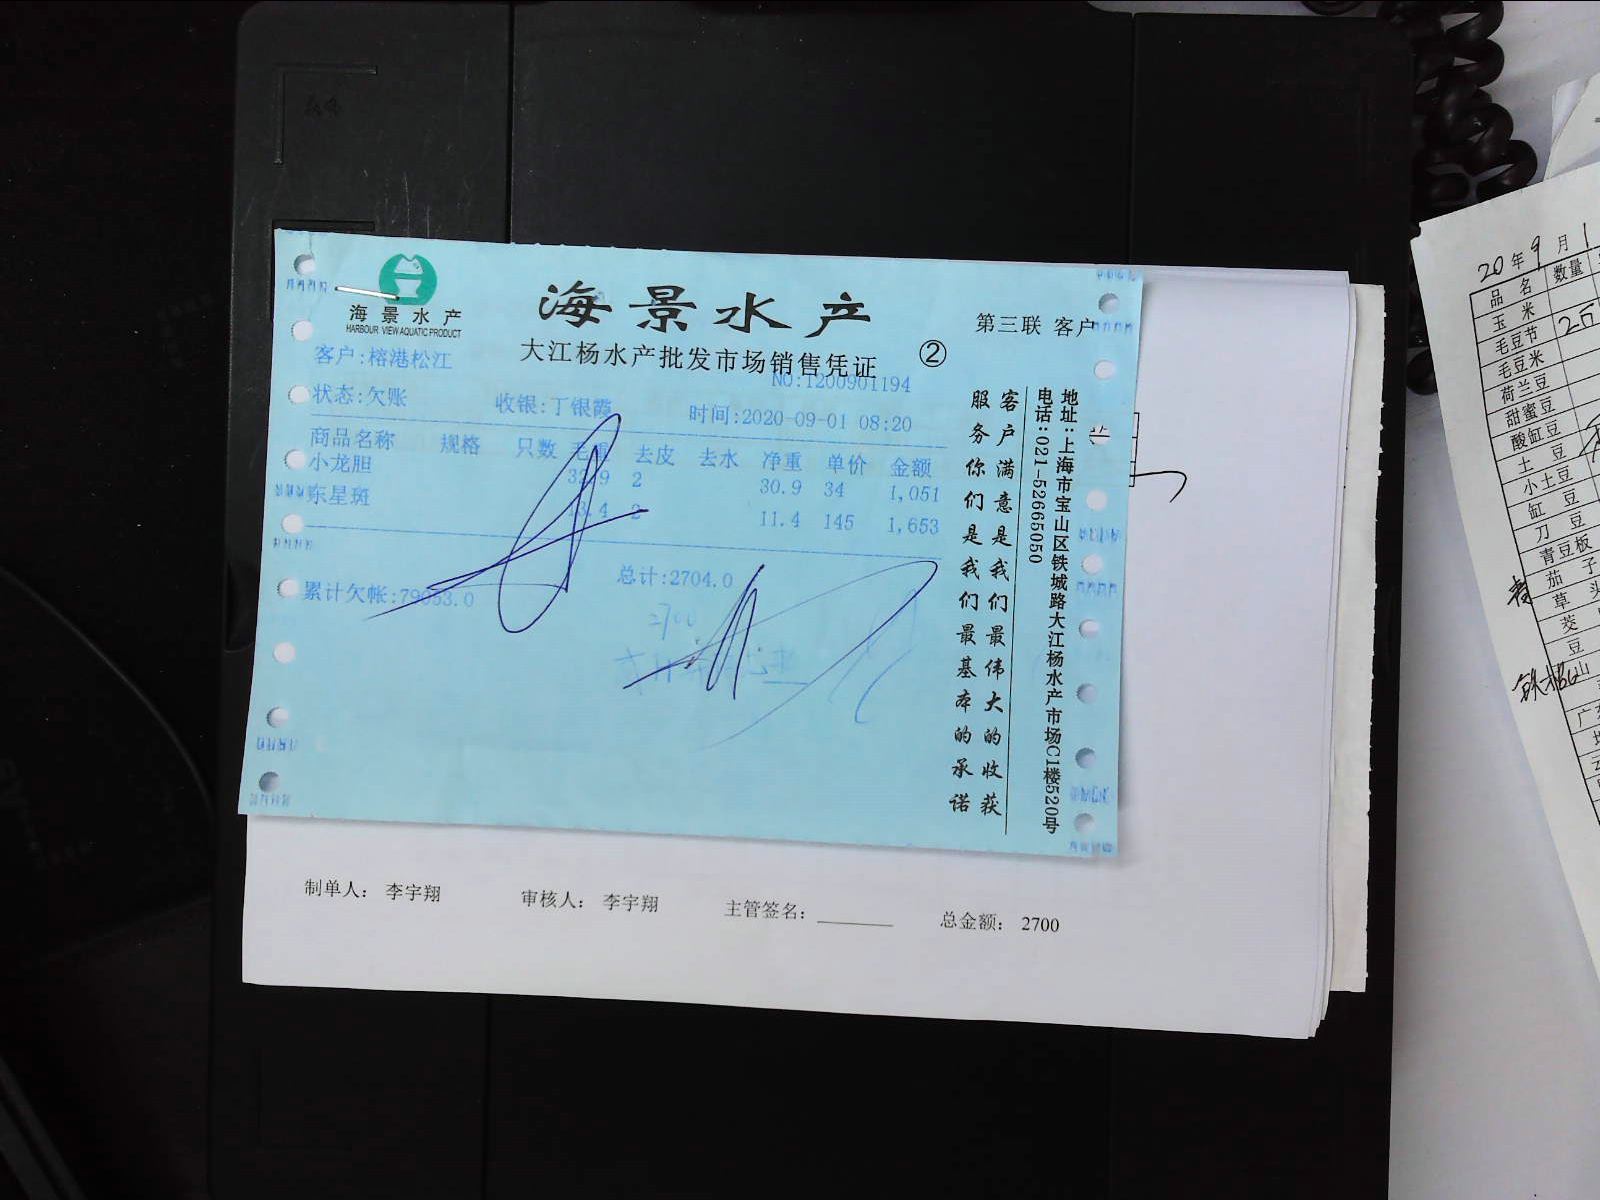 海景水产
HARBOUR VIEW AQUATIC PRODUCT
海景水产
第三联 客户
大江杨水产批发市场销售凭证 ②
客户:榕港松江
NO:T200901194
状态:欠账 收银:丁银霞 时间:2020-09-01 08:20
商品名称 规格 只数 毛重 去皮 去水 净重 单价 金额
小龙胆 32.9 2 30.9 34 1,051
东星斑 13.4 2 11.4 145 1,653
总计:2704.0
累计欠帐:79053.0
2700
客户满意是我们最伟大的收获
服务你们是我们最基本的承诺
地址:上海市宝山区铁城路大江杨水产市场C1楼520号
电话:021-52665050
制单人: 李宇翔 审核人: 李宇翔 主管签名: 总金额: 2700
20年9月1
品名 数量
玉米
毛豆节 25
毛豆米
荷兰豆
甜蜜豆
酸缸豆
土豆
小土豆
缸豆
刀豆
青豆板
茄子
草头
茭
豆
山